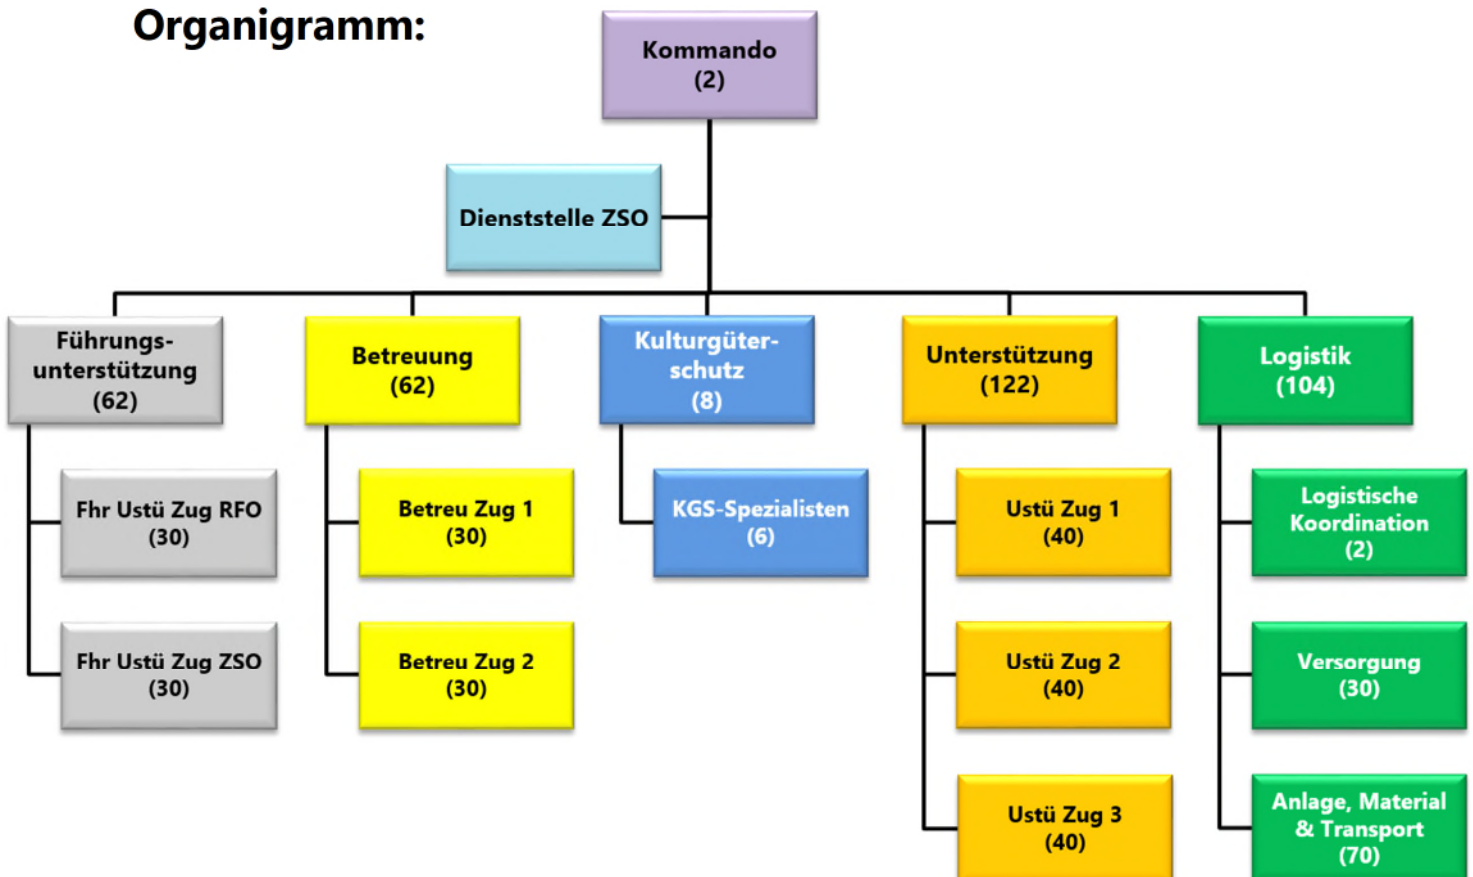 Organigramm:
Kommando
(2)
Dienststelle ZSO
Führungs-
unterstützung
(62)
Betreuung
(62)
Kulturgüter-
schutz
(8)
Unterstützung
(122)
Logistik
(104)
Fhr Ustü Zug RFO
(30)
Betreu Zug 1
(30)
KGS-Spezialisten
(6)
Ustü Zug 1
(40)
Logistische
Koordination
(2)
Fhr Ustü Zug ZSO
(30)
Betreu Zug 2
(30)
Ustü Zug 2
(40)
Versorgung
(30)
Ustü Zug 3
(40)
Anlage, Material
& Transport
(70)